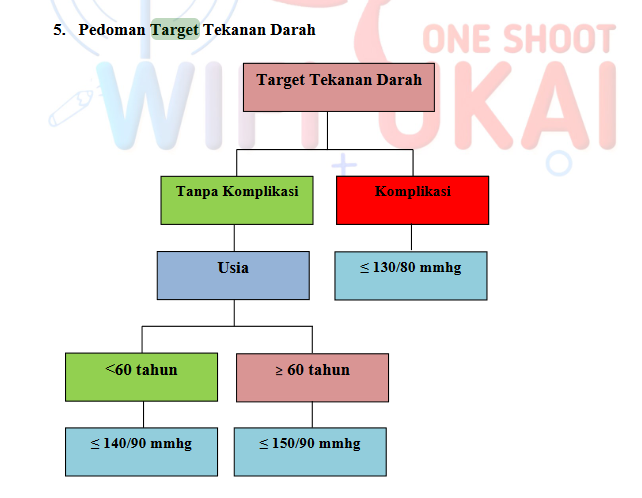 5. Pedoman Target Tekanan Darah
ONE SHOOT
WIFI UKAI
Target Tekanan Darah
Tanpa Komplikasi
Komplikasi
Usia
≤ 130/80 mmhg
<60 tahun
≥ 60 tahun
≤ 140/90 mmhg
≤ 150/90 mmhg